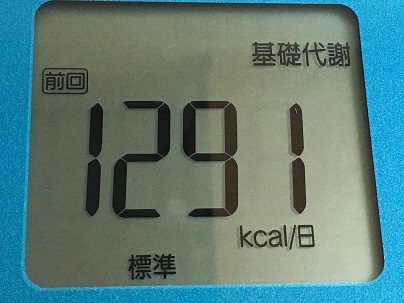 基礎代謝
前回
1291
kcal/日
標準